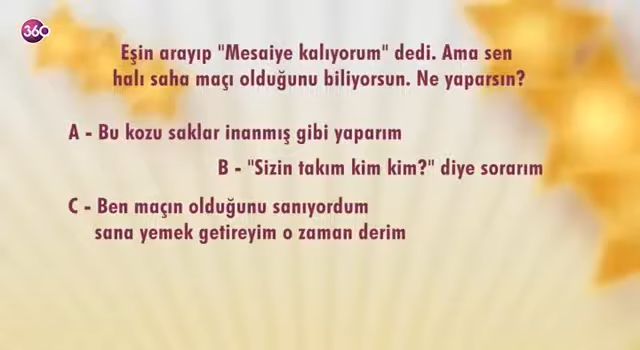 360
Eşin arayıp "Mesaiye kalıyorum" dedi. Ama sen
halı saha maçı olduğunu biliyorsun. Ne yaparsın?
A - Bu kozu saklar inanmış gibi yaparım
B - "Sizin takım kim kim?" diye sorarım
C - Ben maçın olduğunu sanıyordum
sana yemek getireyim o zaman derim